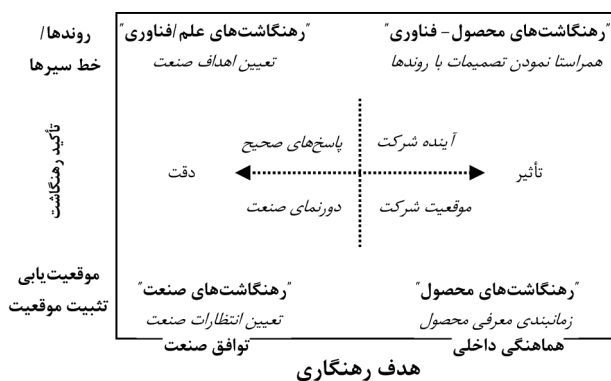 روندها/
خط سیرها
"رهنگاشت‌های محصول – فناوری"
همراستا نمودن تصمیمات با روندها
"رهنگاشت‌های علم/فناوری"
تعیین اهداف صنعت
تأکید رهنگاشت
آینده شرکت
پاسخ‌های صحیح
تأثیر
دقت
موقعیت شرکت
دورنمای صنعت
موقعیت‌یابی
تثبیت موقعیت
"رهنگاشت‌های محصول"
زمانبندی معرفی محصول
هماهنگی داخلی
"رهنگاشت‌های صنعت"
تعیین انتظارات صنعت
توافق صنعت
هدف رهنگاری